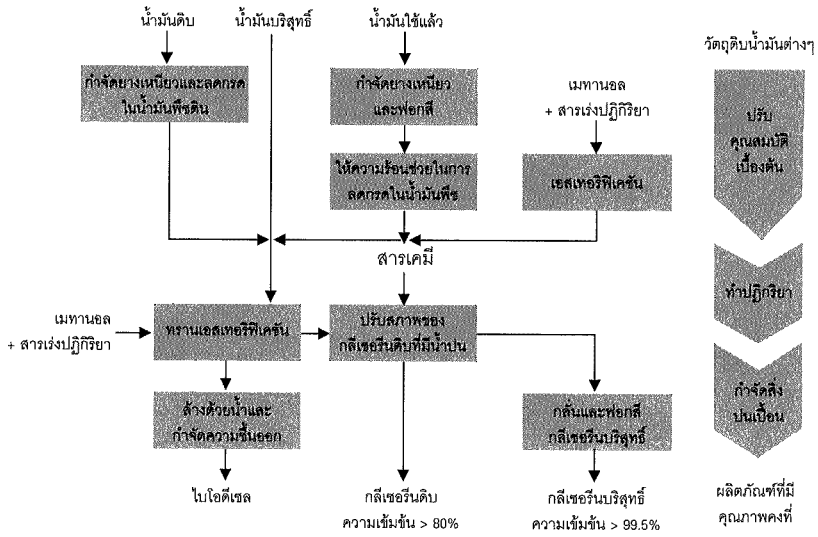 น้ำมันดิบ
น้ำมันบริสุทธิ์
น้ำมันใช้แล้ว
วัตถุดิบน้ำมันต่างๆ
กำจัดยางเหนียวและลดกรด
ในน้ำมันพืชดิน
กำจัดยางเหนียว
และฟอกสี
เมทานอล
+ สารเร่งปฏิกิริยา
ปรับ
คุณสมบัติ
เบื้องต้น
ให้ความร้อนช่วยในการ
ลดกรดในน้ำมันพืช
เอสเทอริฟิเคชัน
สารเคมี
ทำปฏิกริยา
เมทานอล
+ สารเร่งปฏิกิริยา
ทรานเอสเทอริฟิเคชัน
ปรับสภาพของ
กลีเซอรีนดิบที่มีน้ำปน
ล้างด้วยน้ำและ
กำจัดความชื้นออก
กลั่นและฟอกสี
กลีเซอรีนบริสุทธิ์
กำจัดสิ่ง
ปนเปื้อน
ไบโอดีเซล
กลีเซอรีนดิบ
ความเข้มข้น > 80%
กลีเซอรีนบริสุทธิ์
ความเข้มข้น > 99.5%
ผลิตภัณฑ์ที่มี
คุณภาพคงที่